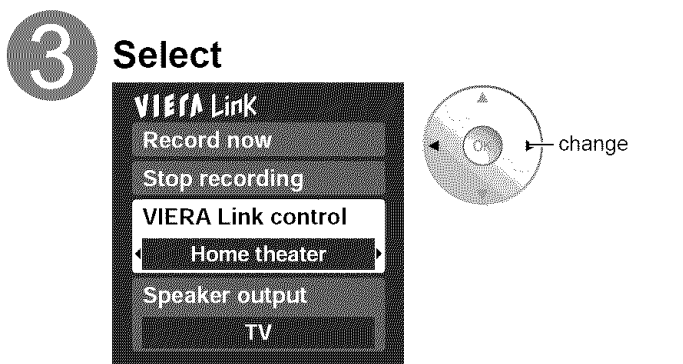 3 Select
VIERA Link
Record now
Stop recording
VIERA Link control
Home theater
Speaker output
TV
OK
change